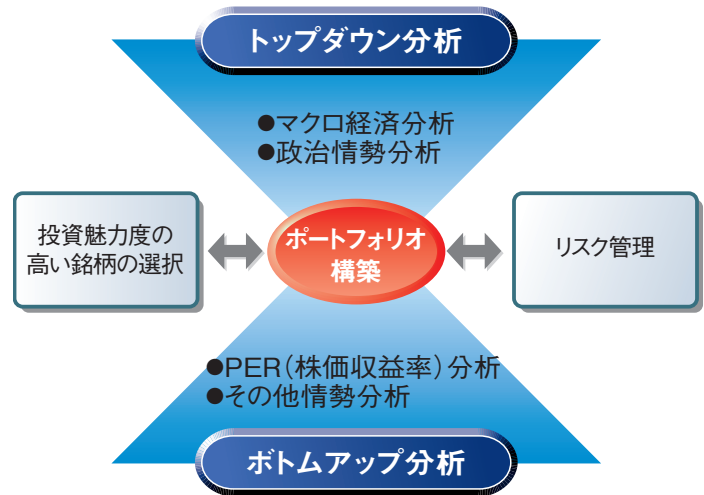 トップダウン分析
●マクロ経済分析
●政治情勢分析
投資魅力度の
高い銘柄の選択
ポートフォリオ
構築
リスク管理
●PER（株価収益率）分析
●その他情勢分析
ボトムアップ分析